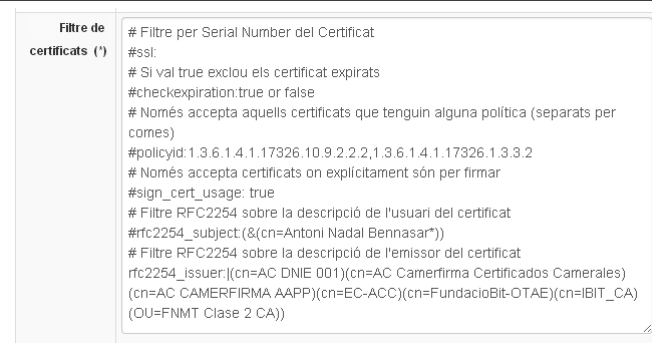 Filtre de
certificats (*)
# Filtre per Serial Number del Certificat
#ssl:
# Si val true exclou els certificat expirats
#checkexpiration:true or false
# Només accepta aquells certificats que tenguin alguna política (separats per
comes)
#policyid:1.3.6.1.4.1.17326.10.9.2.2.2,1.3.6.1.4.1.17326.1.3.3.2
# Només accepta certificats on explícitament són per firmar
#sign_cert_usage: true
# Filtre RFC2254 sobre la descripció de l'usuari del certificat
#rfc2254_subject:(&(cn=Antoni Nadal Bennasar*))
# Filtre RFC2254 sobre la descripció de l'emissor del certificat
rfc2254_issuer:|(cn=AC DNIE 001)(cn=AC Camerfirma Certificados Camerales)
(cn=AC CAMERFIRMA AAPP)(cn=EC-ACC)(cn=FundacioBit-OTAE)(cn=IBIT_CA)
(OU=FNMT Clase 2 CA))